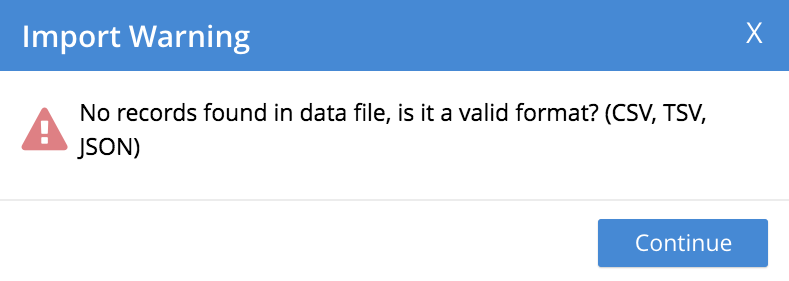 Import Warning
X
No records found in data file, is it a valid format? (CSV, TSV,
JSON)
Continue